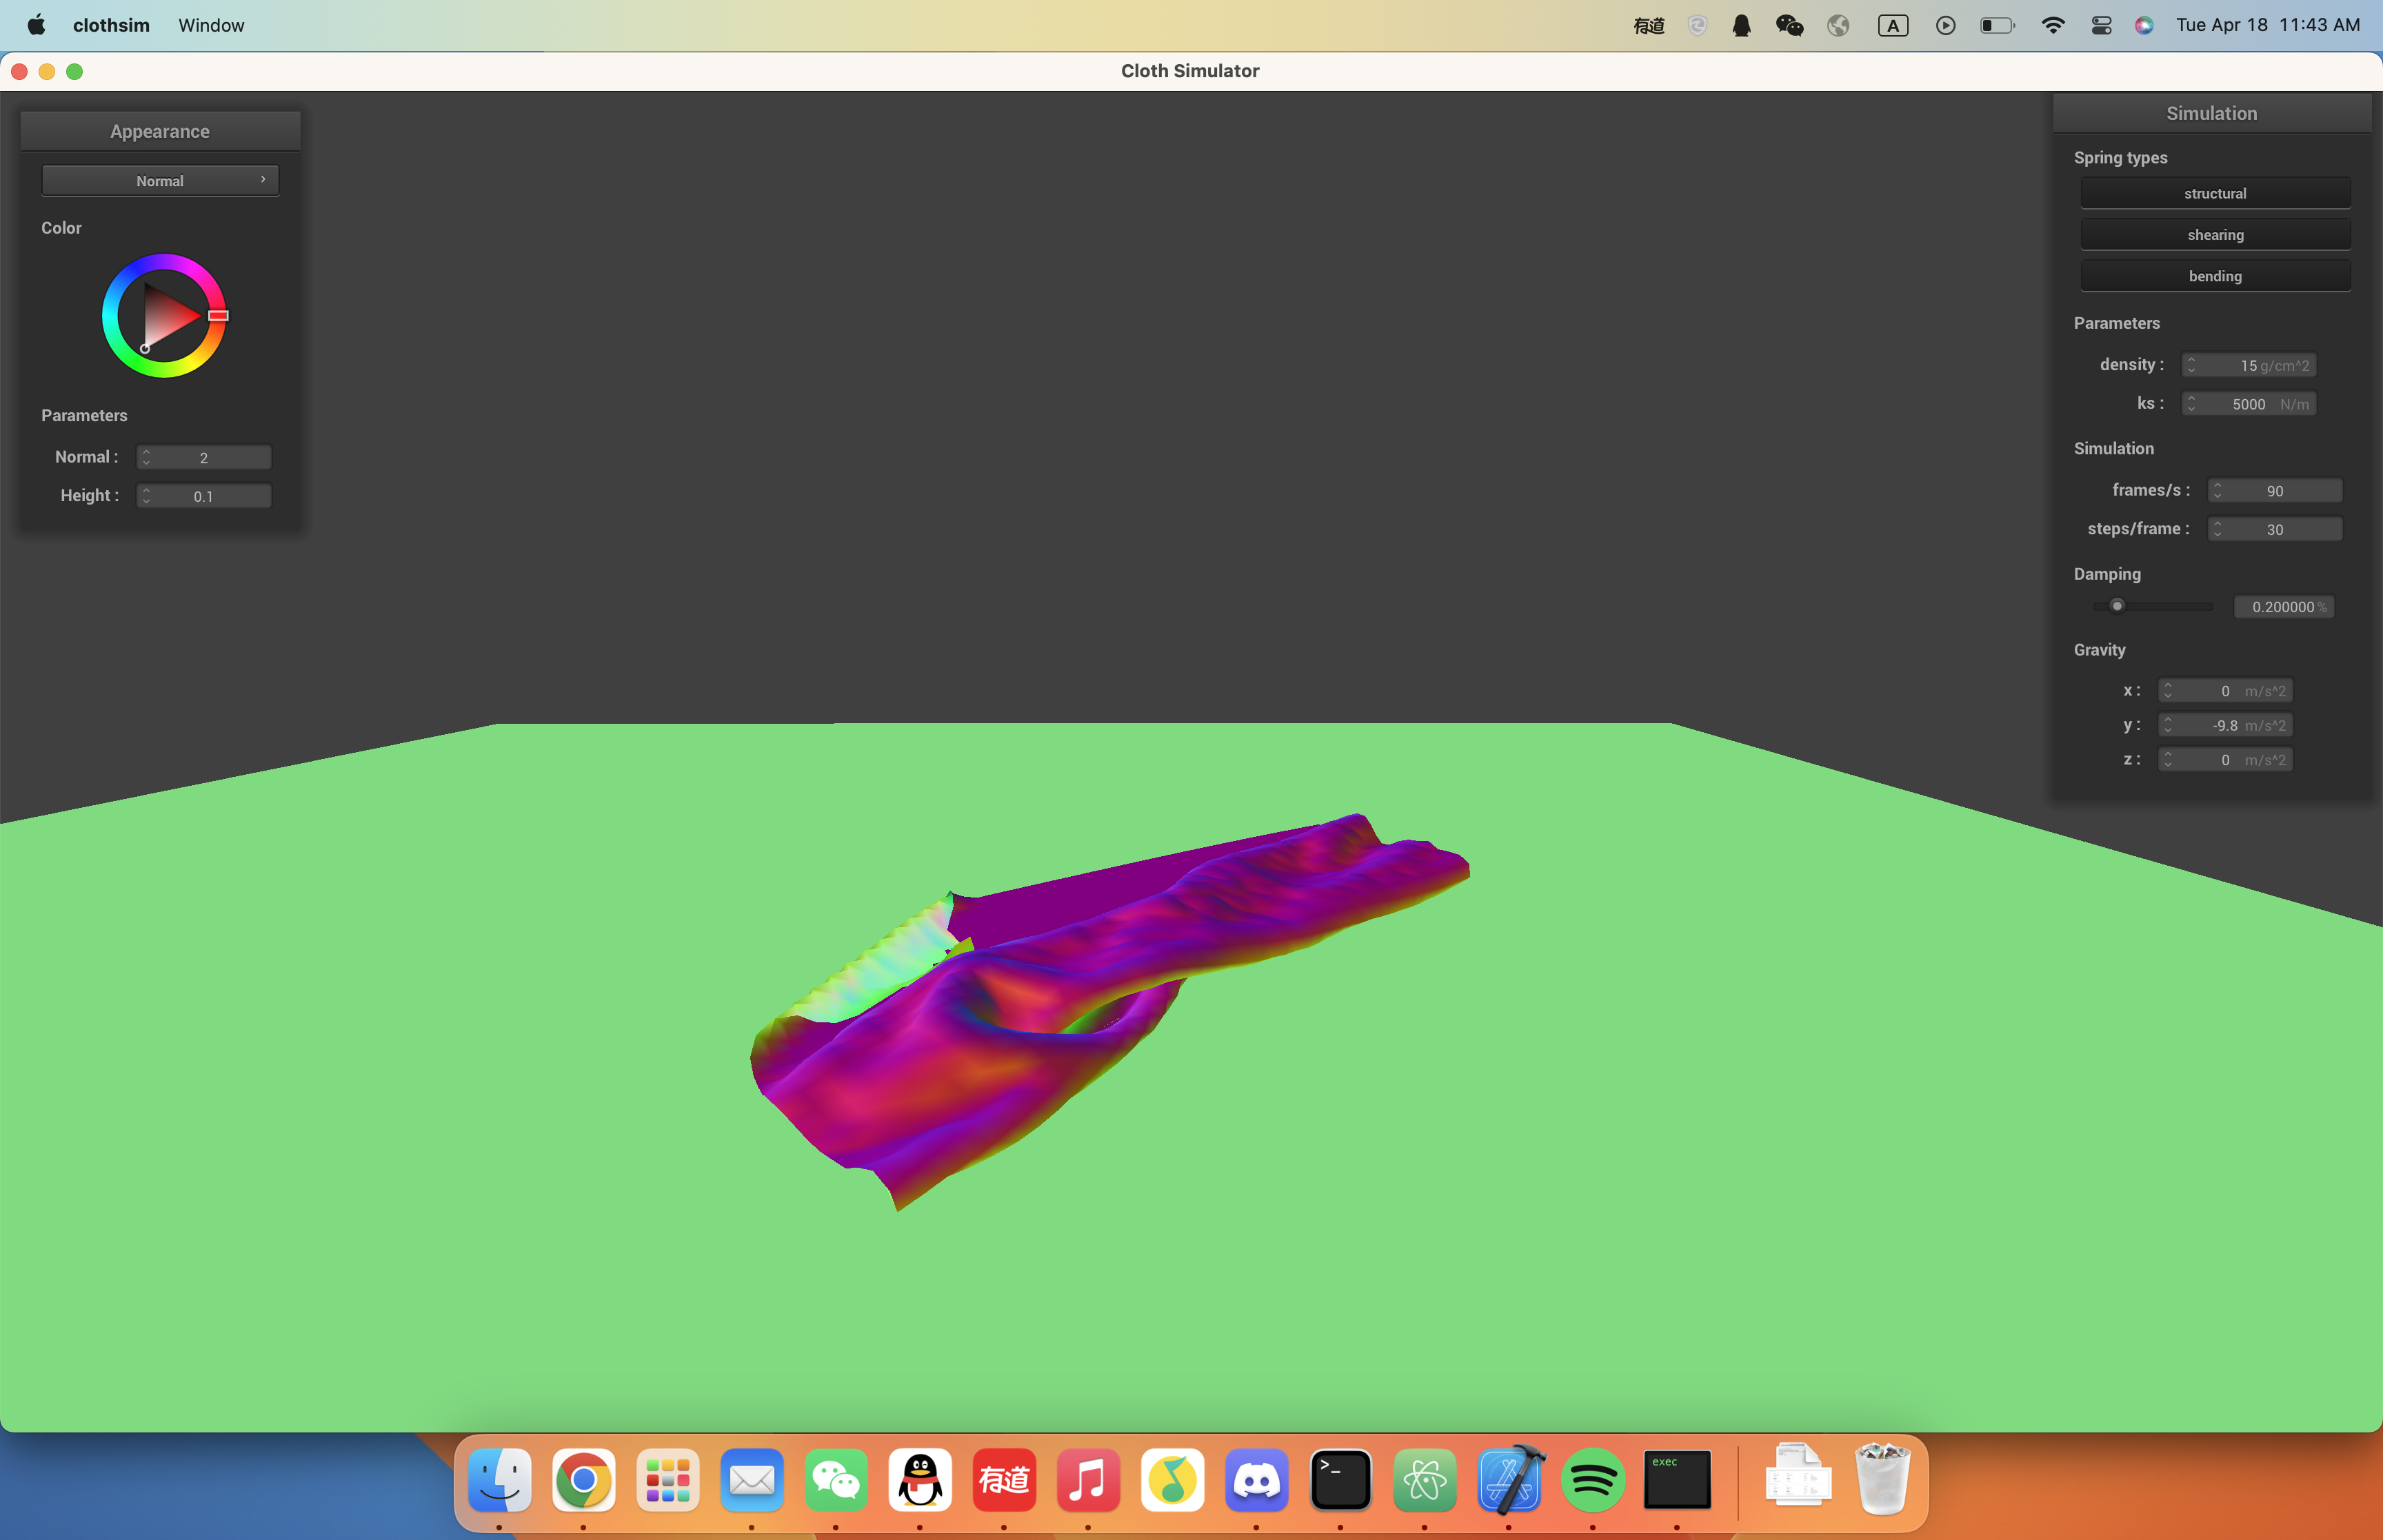 clothsim Window 有道 A Tue Apr 18 11:43 AM
Cloth Simulator
Appearance
Normal
Color
Parameters
Normal : 2
Height : 0.1
Simulation
Spring types
structural
shearing
bending
Parameters
density : 15 g/cm^2
ks : 5000 N/m
Simulation
frames/s : 90
steps/frame : 30
Damping
0.200000 %
Gravity
x : 0 m/s^2
y : -9.8 m/s^2
z : 0 m/s^2
有道 >_ exec